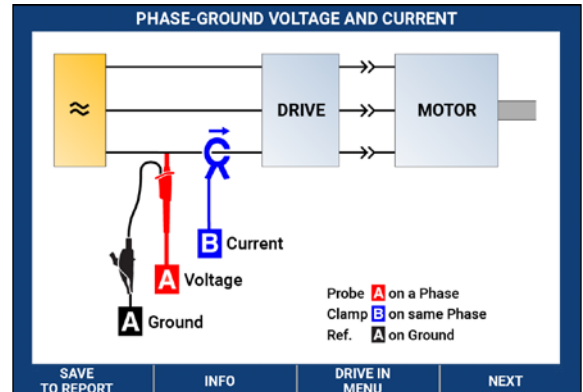 PHASE-GROUND VOLTAGE AND CURRENT
≈
DRIVE
MOTOR
B Current
A Voltage
A Ground
Probe A on a Phase
Clamp B on same Phase
Ref. A on Ground
SAVE
TO REPORT
INFO
DRIVE IN
MENU
NEXT